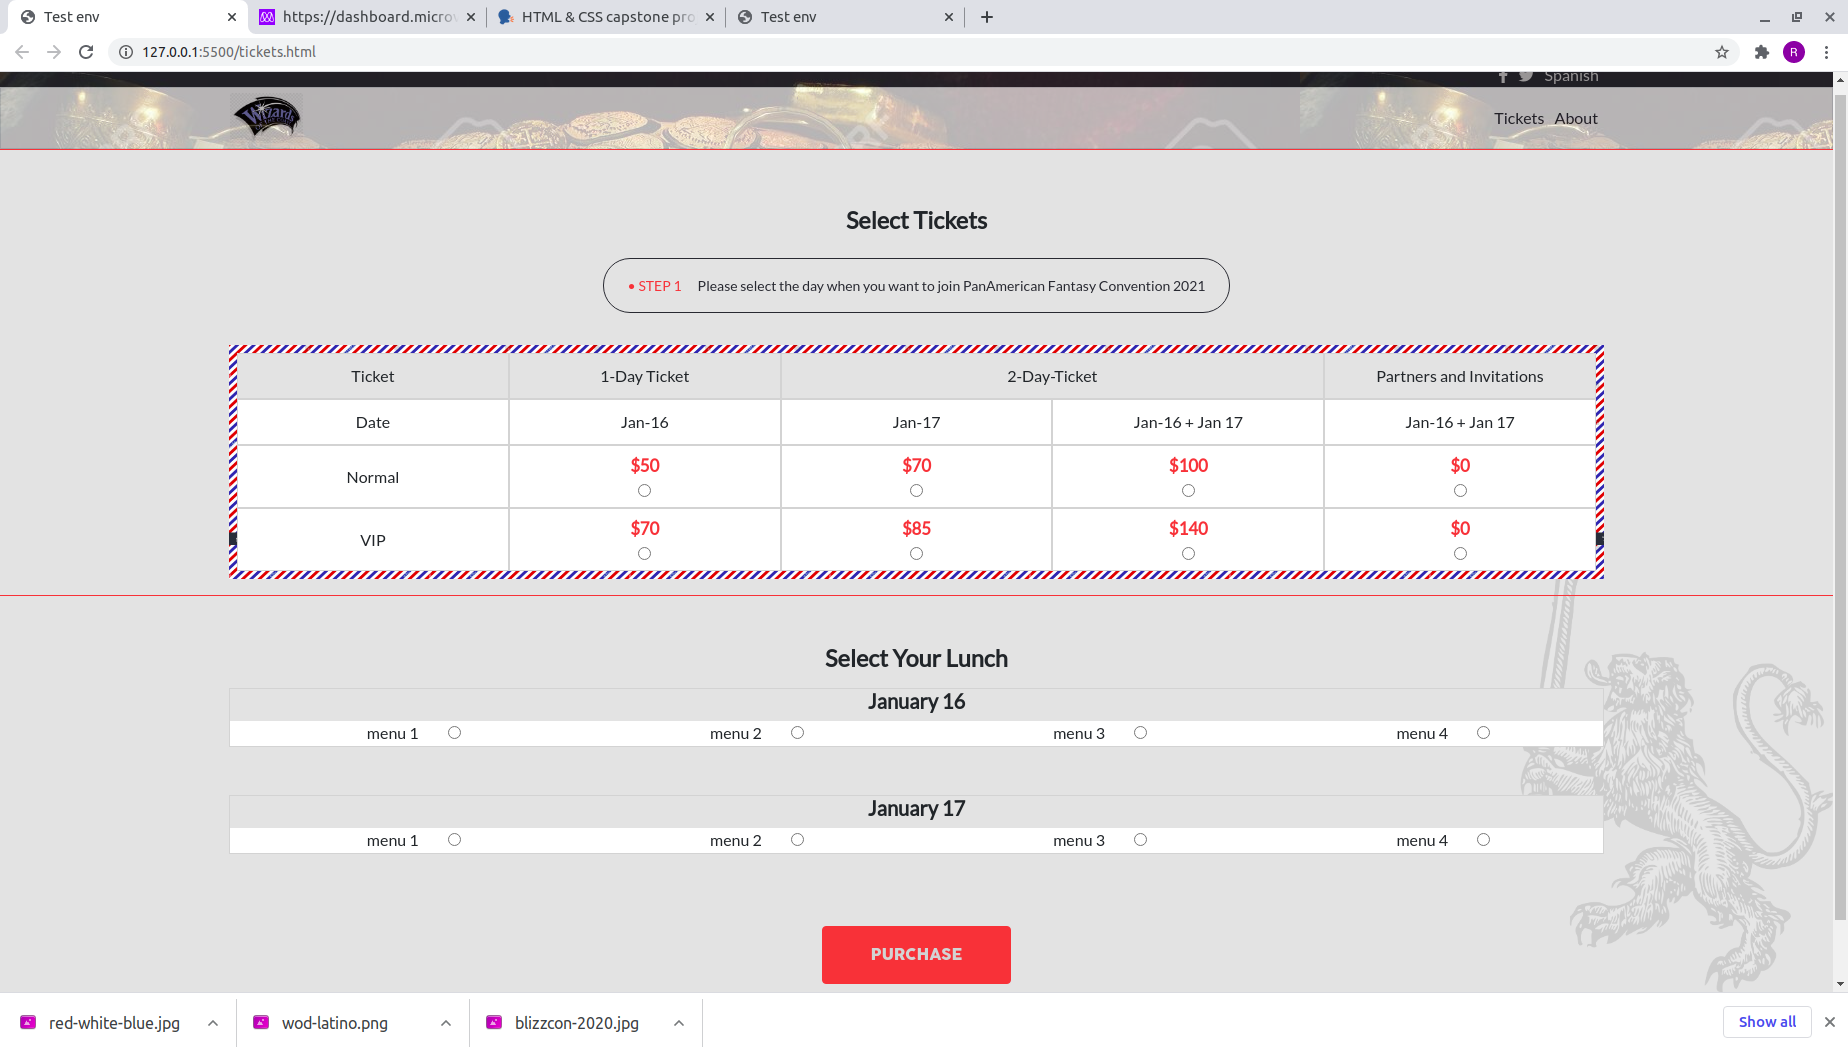 Test env
https://dashboard.microv
HTML & CSS capstone pro
Test env
127.0.0.1:5500/tickets.html
R
Spanish
Wizards
Tickets About
Select Tickets
• STEP 1 Please select the day when you want to join PanAmerican Fantasy Convention 2021
Ticket 1-Day Ticket 2-Day-Ticket Partners and Invitations
Date Jan-16 Jan-17 Jan-16 + Jan 17 Jan-16 + Jan 17
Normal $50 $70 $100 $0
VIP $70 $85 $140 $0
Select Your Lunch
January 16
menu 1 menu 2 menu 3 menu 4
January 17
menu 1 menu 2 menu 3 menu 4
PURCHASE
red-white-blue.jpg wod-latino.png blizzcon-2020.jpg Show all